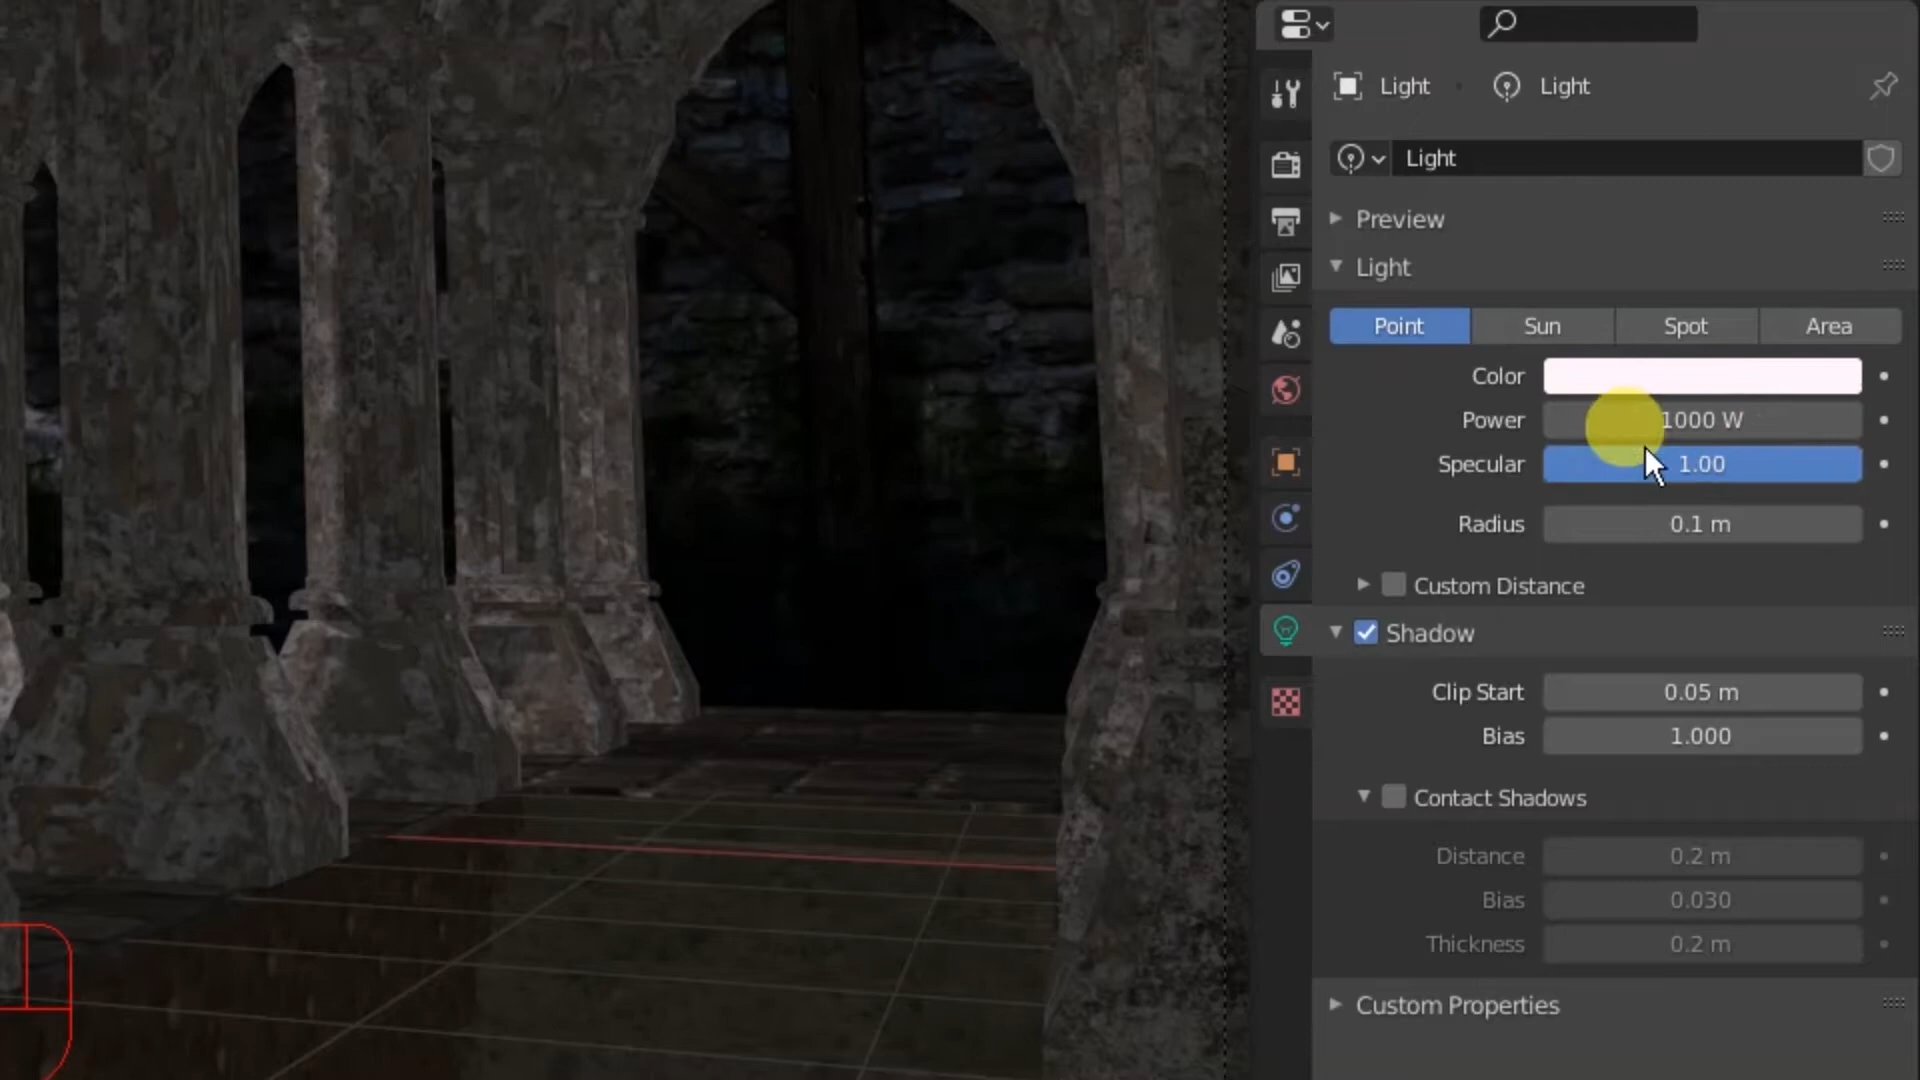 Light Light
Light
Preview
Light
Point Sun Spot Area
Color
Power 1000 W
Specular 1.00
Radius 0.1 m
Custom Distance
Shadow
Clip Start 0.05 m
Bias 1.000
Contact Shadows
Distance 0.2 m
Bias 0.030
Thickness 0.2 m
Custom Properties